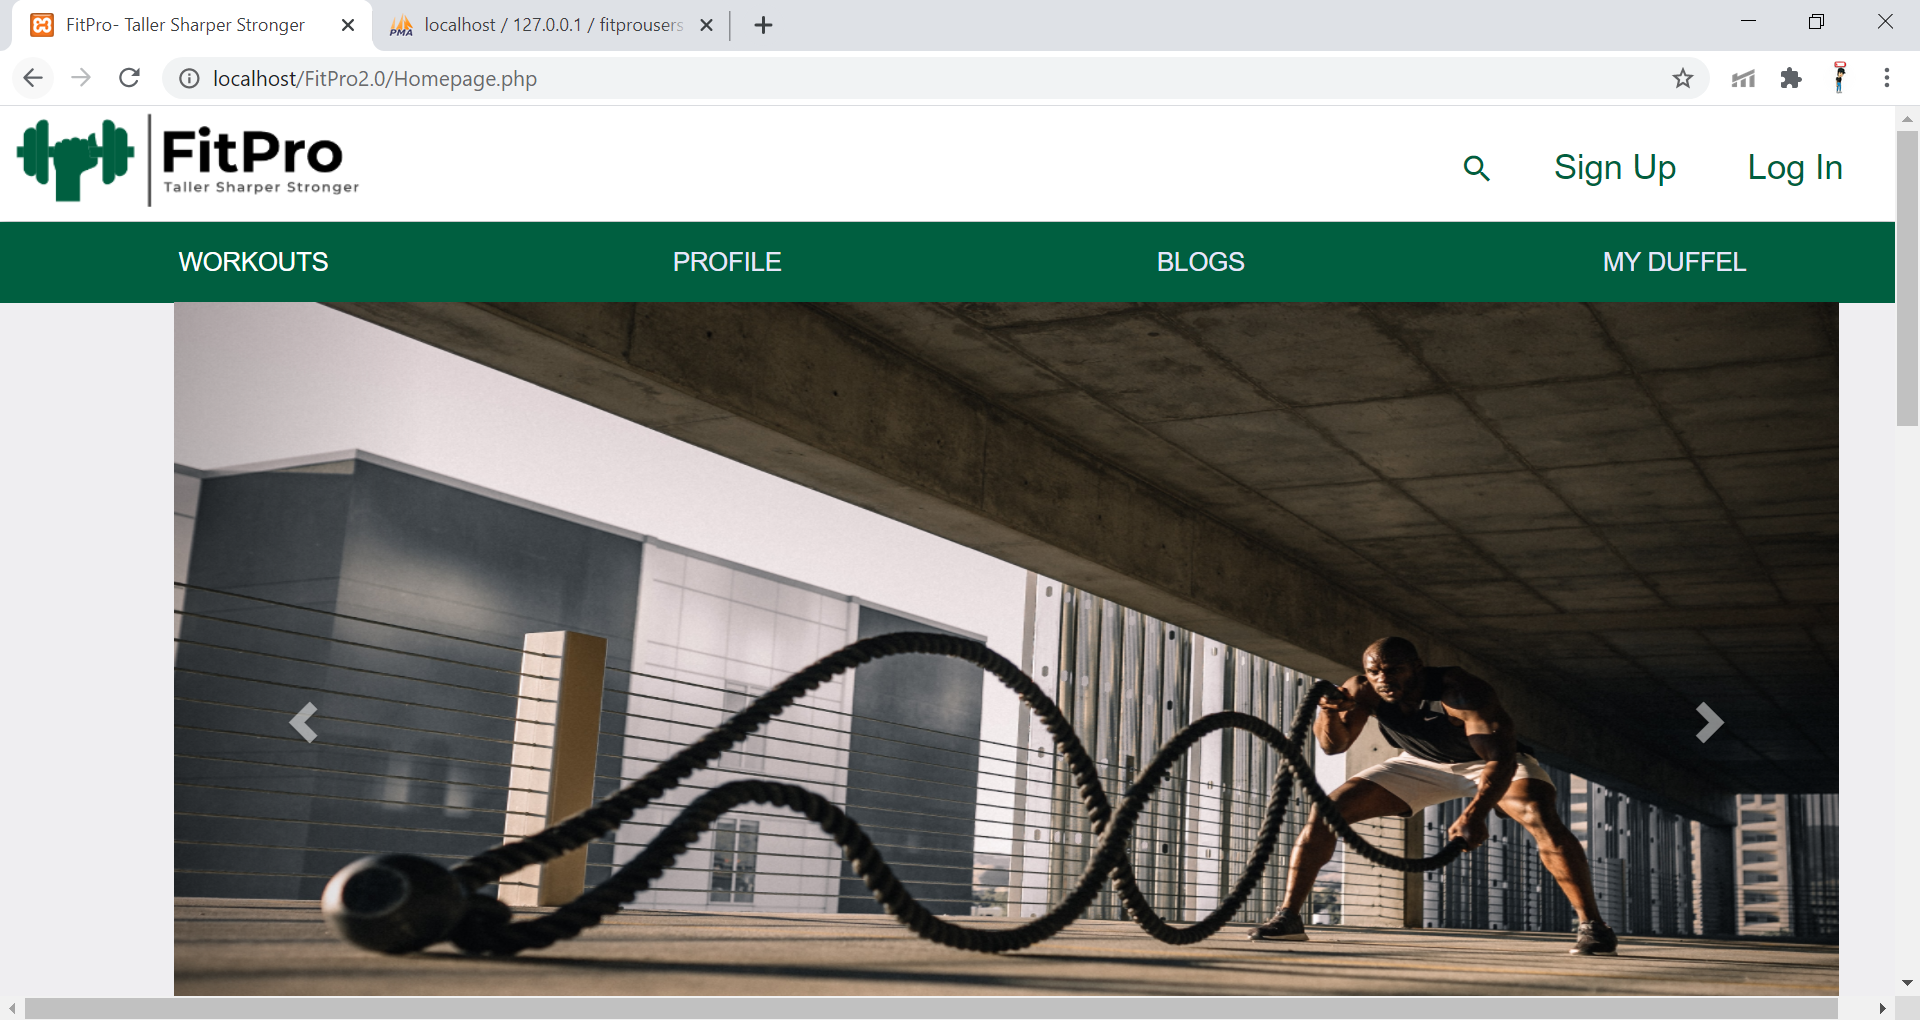 FitPro- Taller Sharper Stronger
localhost / 127.0.0.1 / fitprousers
localhost/FitPro2.0/Homepage.php
FitPro
Taller Sharper Stronger
Sign Up
Log In
WORKOUTS
PROFILE
BLOGS
MY DUFFEL